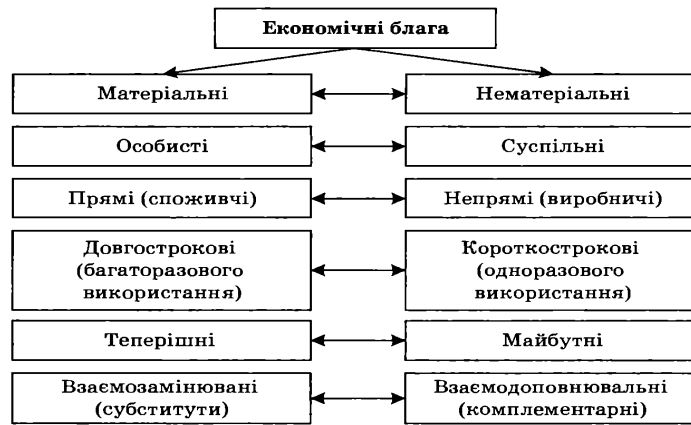 Економічні блага
Матеріальні
Нематеріальні
Особисті
Суспільні
Прямі (споживчі)
Непрямі (виробничі)
Довгострокові
(багаторазового
використання)
Короткострокові
(одноразового
використання)
Теперішні
Майбутні
Взаємозамінювані
(субститути)
Взаємодоповнювальні
(комплементарні)